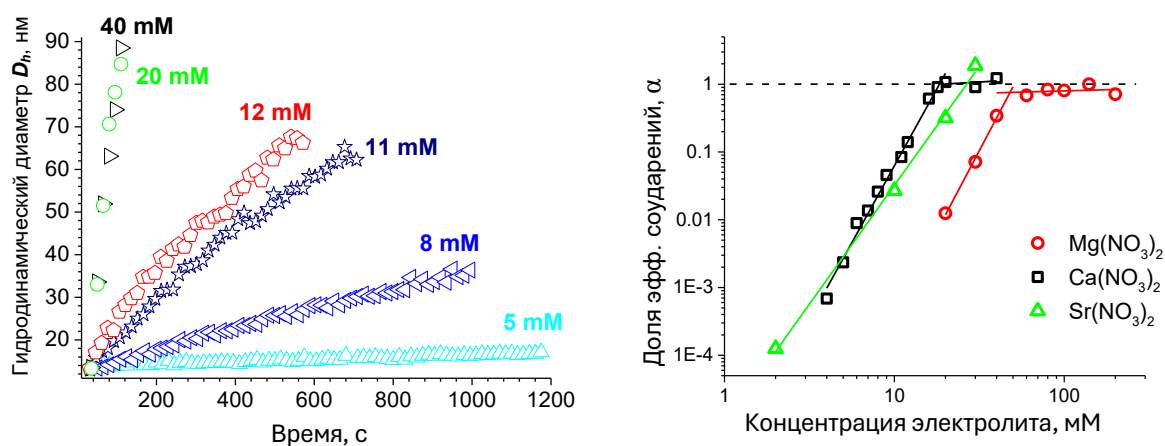 40 mM
20 mM
12 mM
11 mM
8 mM
5 mM
Гидродинамический диаметр Dₕ, нм
90
80
70
60
50
40
30
20
200 400 600 800 1000 1200
Время, с
Доля эфф. соударений, α
1
0.1
0.01
1E-3
1E-4
Mg(NO₃)₂
Ca(NO₃)₂
Sr(NO₃)₂
1 10 100
Концентрация электролита, мМ